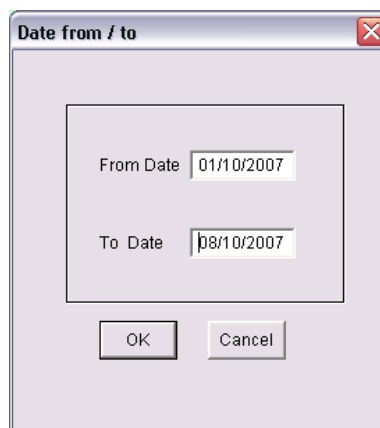 Date from / to
From Date 01/10/2007
To Date 08/10/2007
OK Cancel